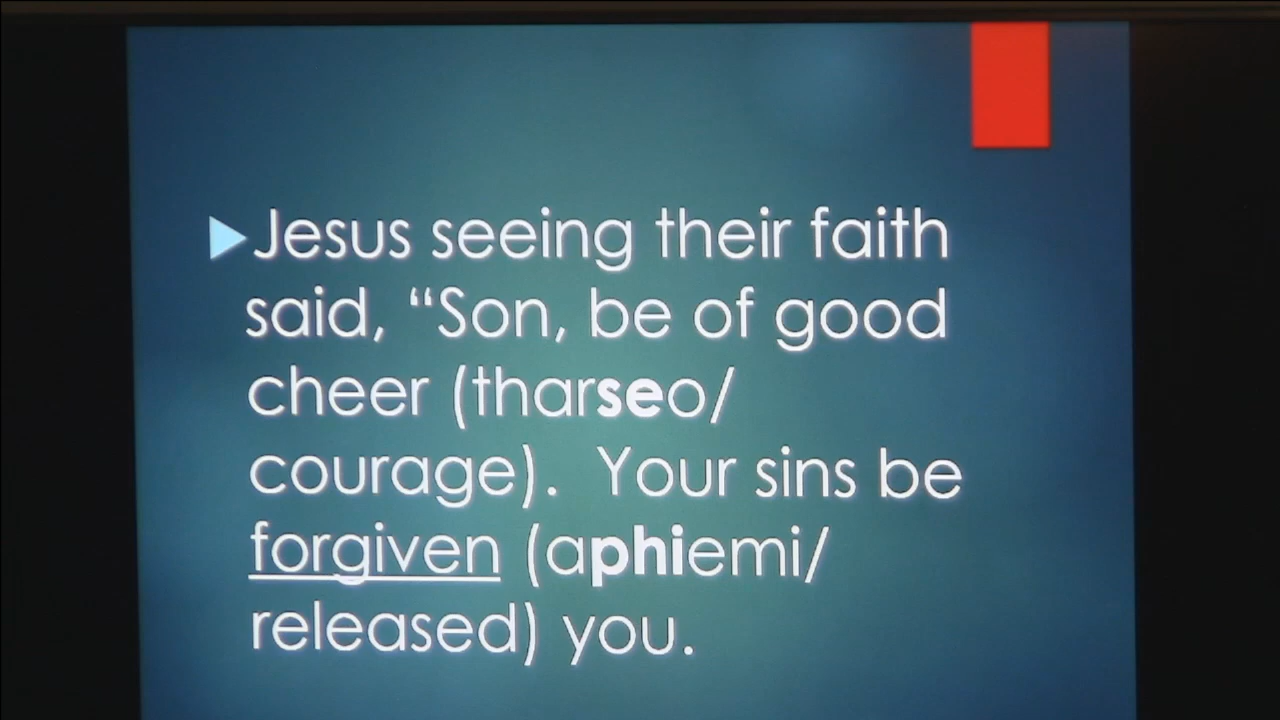 Jesus seeing their faith
said, “Son, be of good
cheer (tharseo/
courage).  Your sins be
forgiven (aphiemi/
released) you.